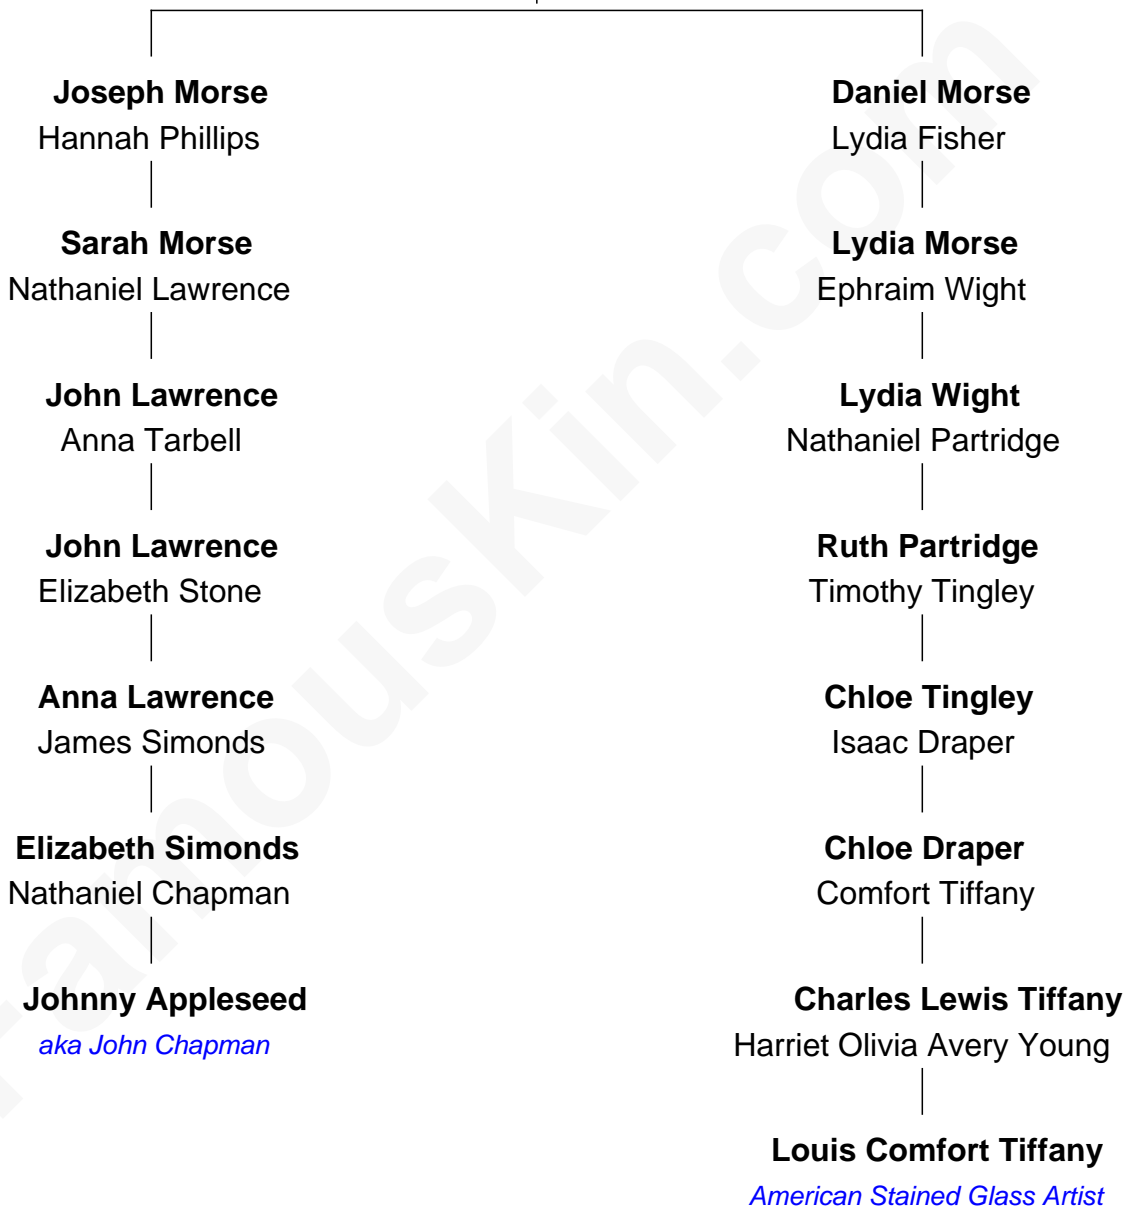 Joseph Morse
Hannah Phillips
Sarah Morse
Nathaniel Lawrence
John Lawrence
Anna Tarbell
John Lawrence
Elizabeth Stone
Anna Lawrence
James Simonds
Elizabeth Simonds
Nathaniel Chapman
Johnny Appleseed
aka John Chapman
Daniel Morse
Lydia Fisher
Lydia Morse
Ephraim Wight
Lydia Wight
Nathaniel Partridge
Ruth Partridge
Timothy Tingley
Chloe Tingley
Isaac Draper
Chloe Draper
Comfort Tiffany
Charles Lewis Tiffany
Harriet Olivia Avery Young
Louis Comfort Tiffany
American Stained Glass Artist
FamousKin.com